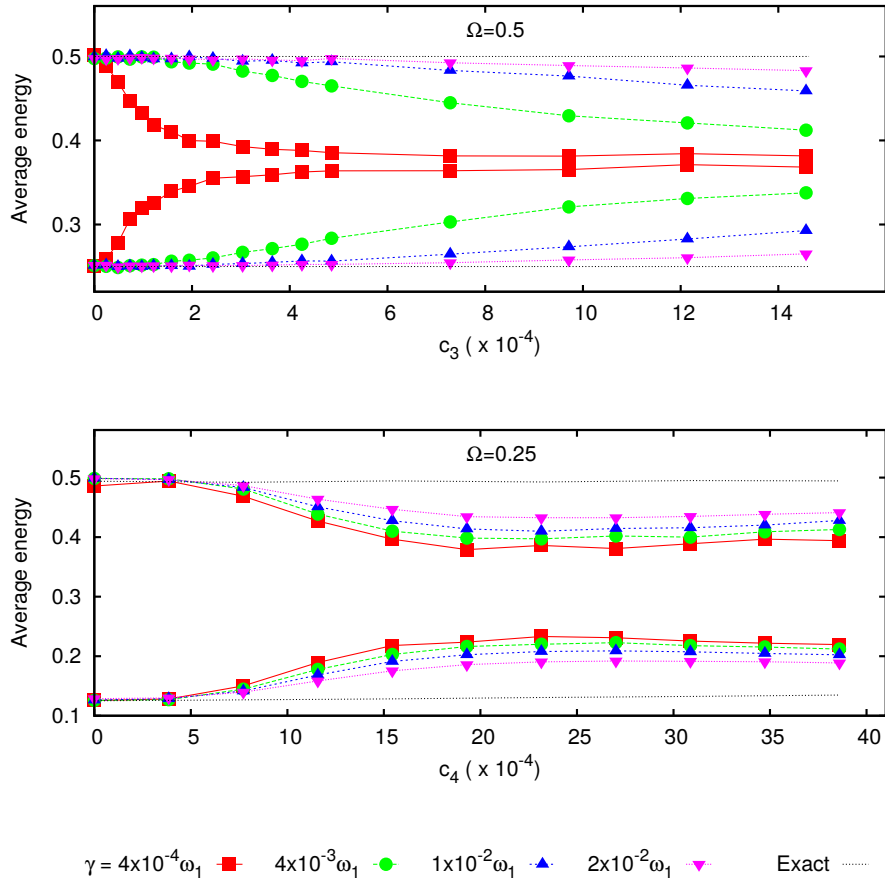 Ω=0.5
Average energy
0.5
0.4
0.3
0 2 4 6 8 10 12 14
c₃ ( x 10⁻⁴)
Ω=0.25
Average energy
0.5
0.4
0.3
0.2
0.1
0 5 10 15 20 25 30 35 40
c₄ ( x 10⁻⁴)
γ = 4x10⁻⁴ω₁ 4x10⁻³ω₁ 1x10⁻²ω₁ 2x10⁻²ω₁ Exact